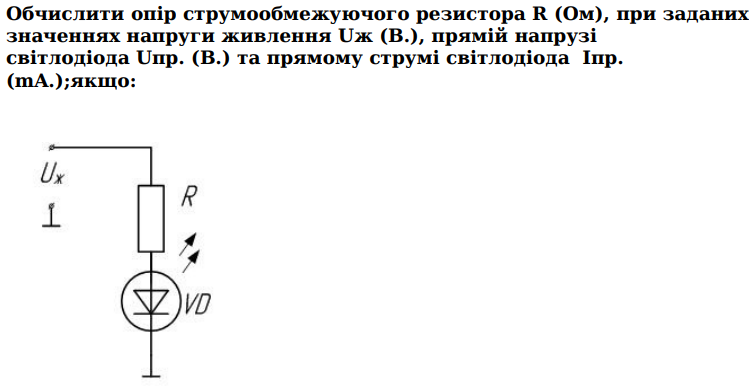 Обчислити опір струмообмежуючого резистора R (Ом), при заданих
значеннях напруги живлення Uж (В.), прямій напрузі
світлодіода Uпр. (В.) та прямому струмі світлодіода Iпр.
(mA.);якщо:
Uж
R
VD